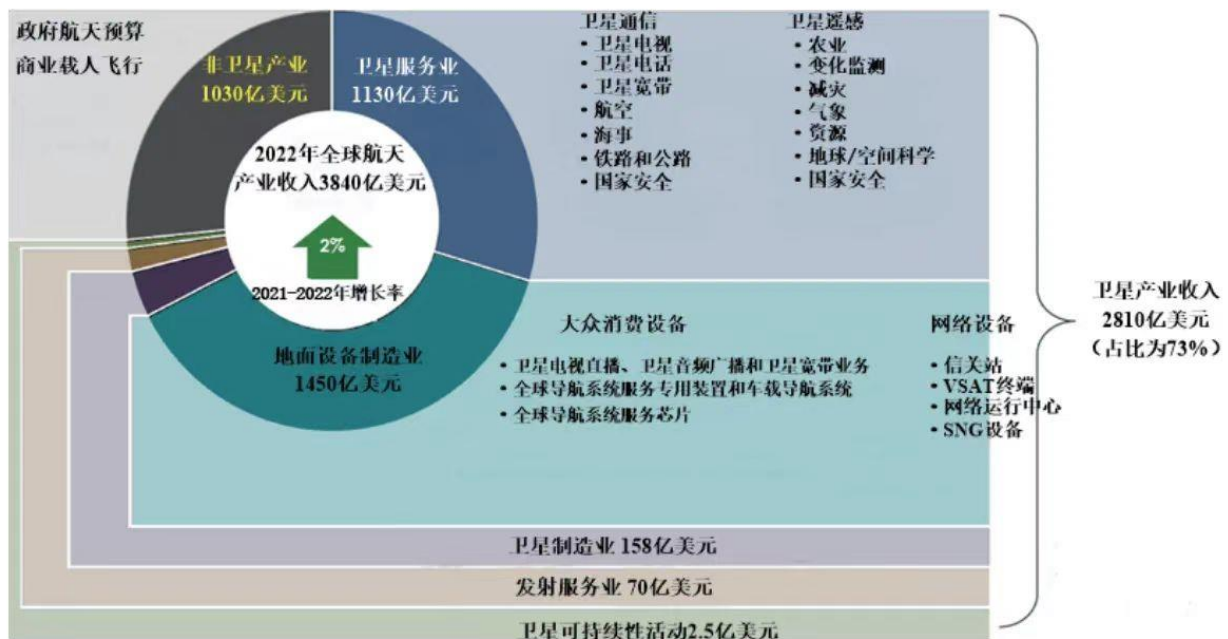 政府航天预算
商业载人飞行
非卫星产业
1030亿美元
卫星服务业
1130亿美元
2022年全球航天
产业收入3840亿美元
2%
2021-2022年增长率
地面设备制造业
1450亿美元
卫星通信
• 卫星电视
• 卫星电话
• 卫星宽带
• 航空
• 海事
• 铁路和公路
• 国家安全
卫星遥感
• 农业
• 变化监测
• 减灾
• 气象
• 资源
• 地球/空间科学
• 国家安全
大众消费设备
• 卫星电视直播、卫星音频广播和卫星宽带业务
• 全球导航系统服务专用装置和车载导航系统
• 全球导航系统服务芯片
网络设备
• 信关站
• VSAT终端
• 网络运行中心
• SNG设备
卫星制造业 158亿美元
发射服务业 70亿美元
卫星可持续性活动2.5亿美元
卫星产业收入
2810亿美元
（占比为73%）